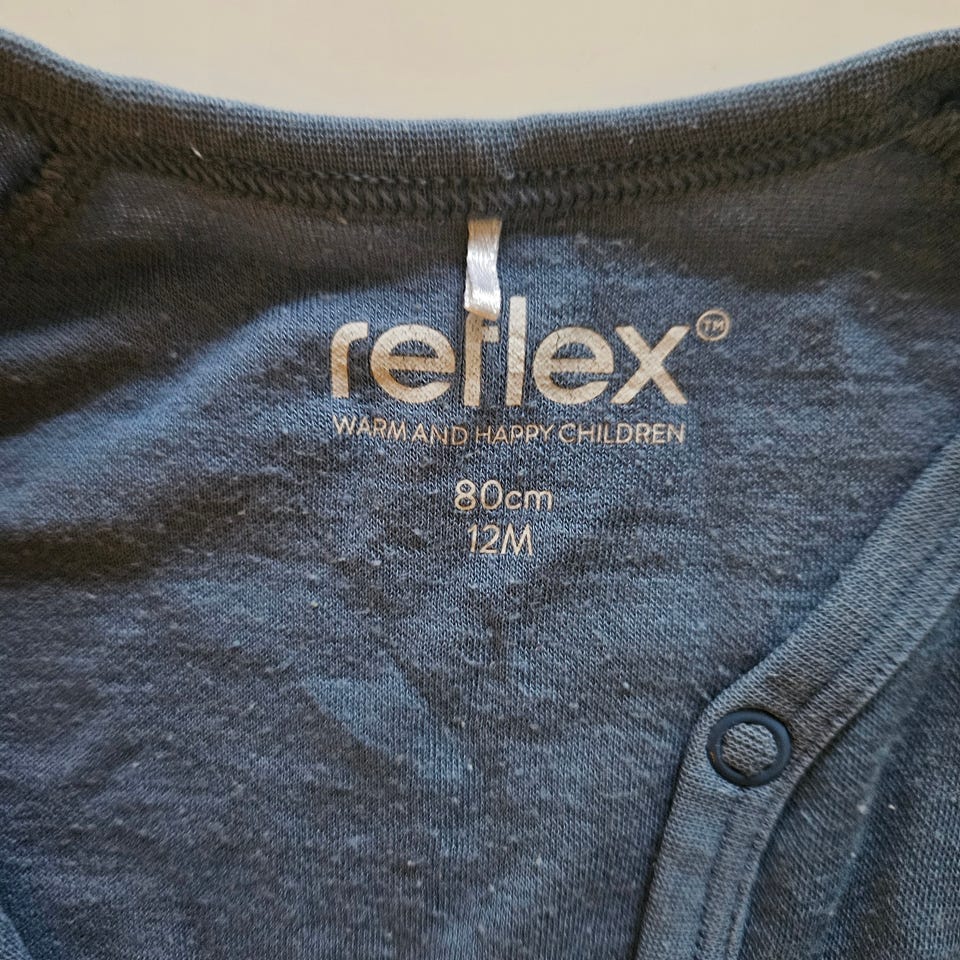 reflex™
WARM AND HAPPY CHILDREN
80cm
12M